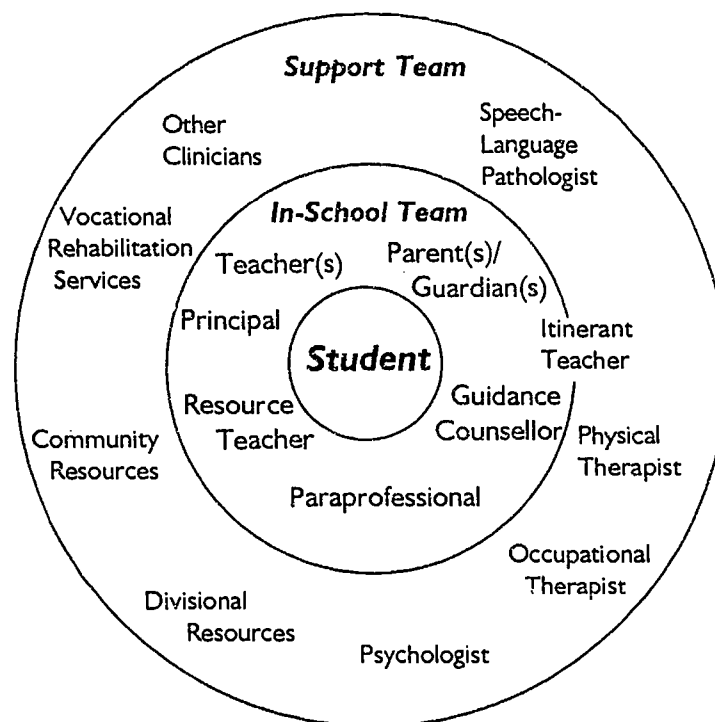 Support Team
Other
Clinicians
Speech-
Language
Pathologist
Vocational
Rehabilitation
Services
In-School Team
Teacher(s)
Parent(s)/
Guardian(s)
Principal
Itinerant
Teacher
Student
Resource
Teacher
Guidance
Counsellor
Community
Resources
Physical
Therapist
Paraprofessional
Occupational
Therapist
Divisional
Resources
Psychologist